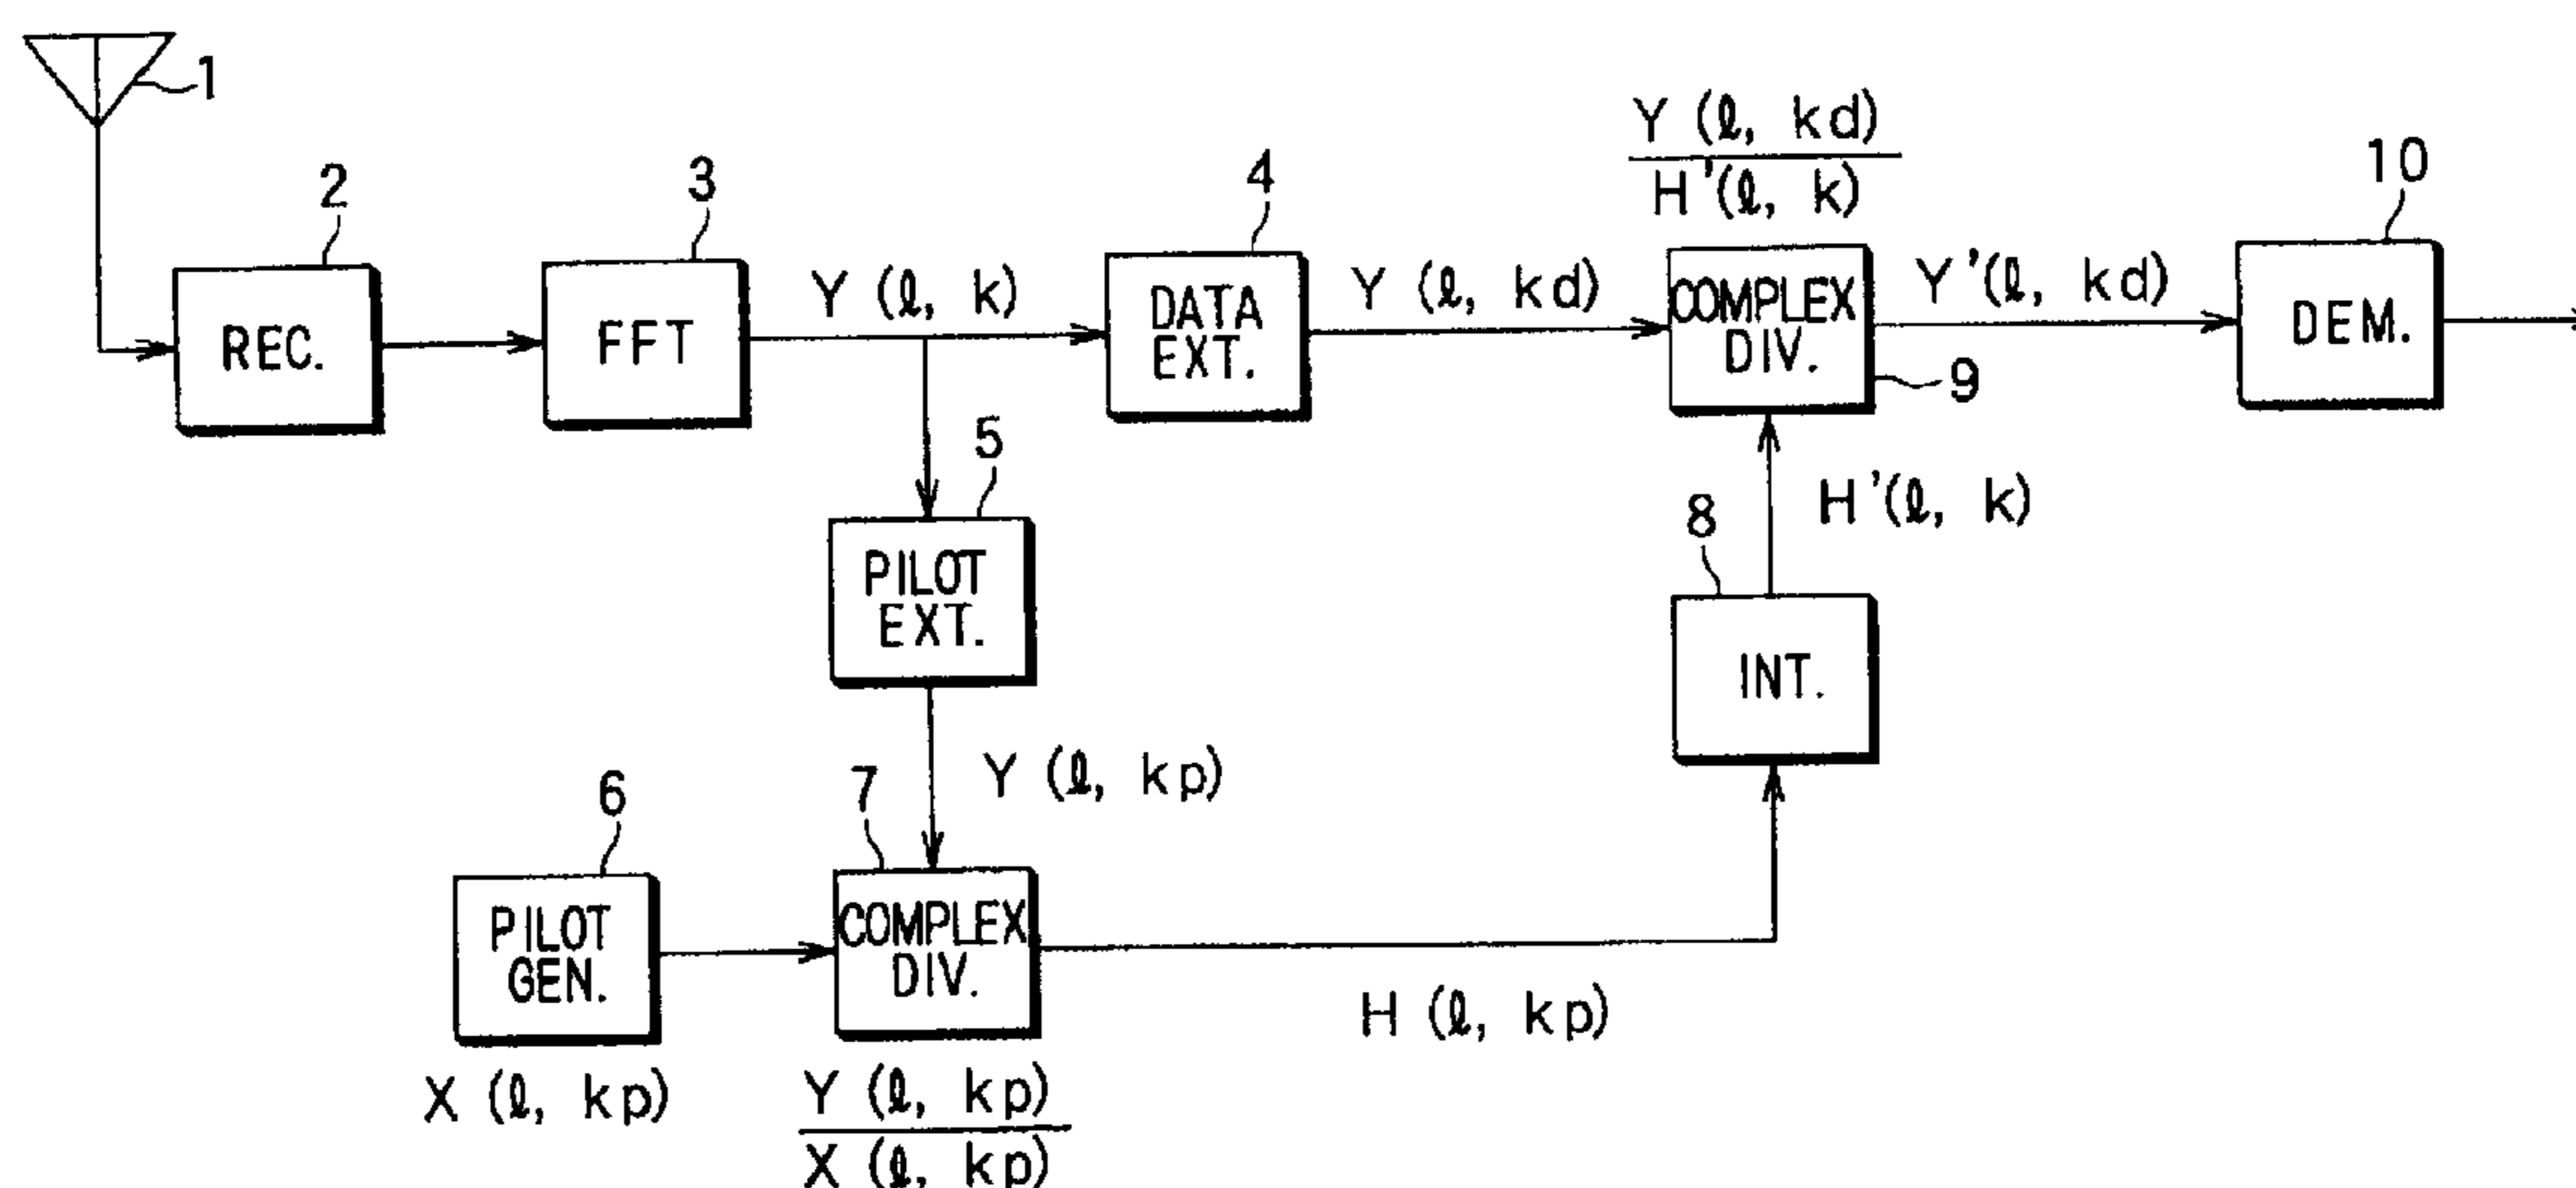 1
2
REC.
3
FFT
Y (ℓ, k)
4
DATA
EXT.
Y (ℓ, kd)
Y (ℓ, kd)
H'(ℓ, k)
COMPLEX
DIV.
9
Y'(ℓ, kd)
10
DEM.
5
PILOT
EXT.
Y (ℓ, kp)
H'(ℓ, k)
8
INT.
6
PILOT
GEN.
X (ℓ, kp)
7
COMPLEX
DIV.
Y (ℓ, kp)
X (ℓ, kp)
H (ℓ, kp)